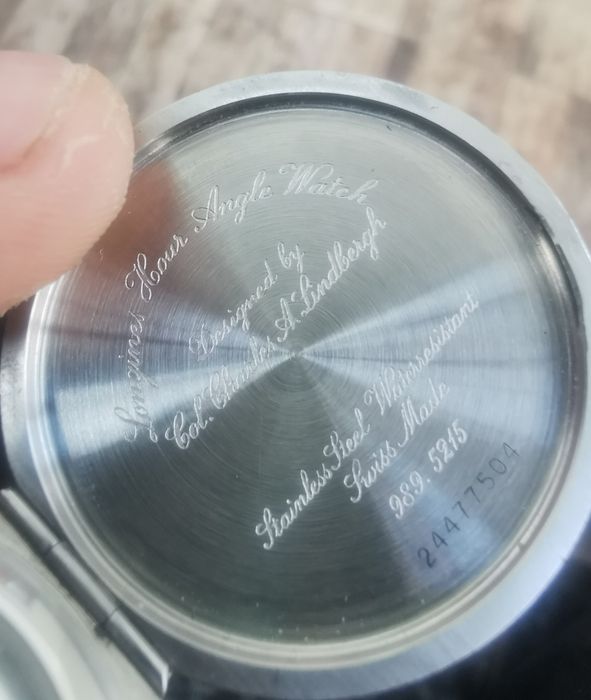 Longines Hour Angle Watch
Designed by
Col. Charles A. Lindbergh
Stainless Steel Waterresistant
Swiss Made
989. 5215
24477504